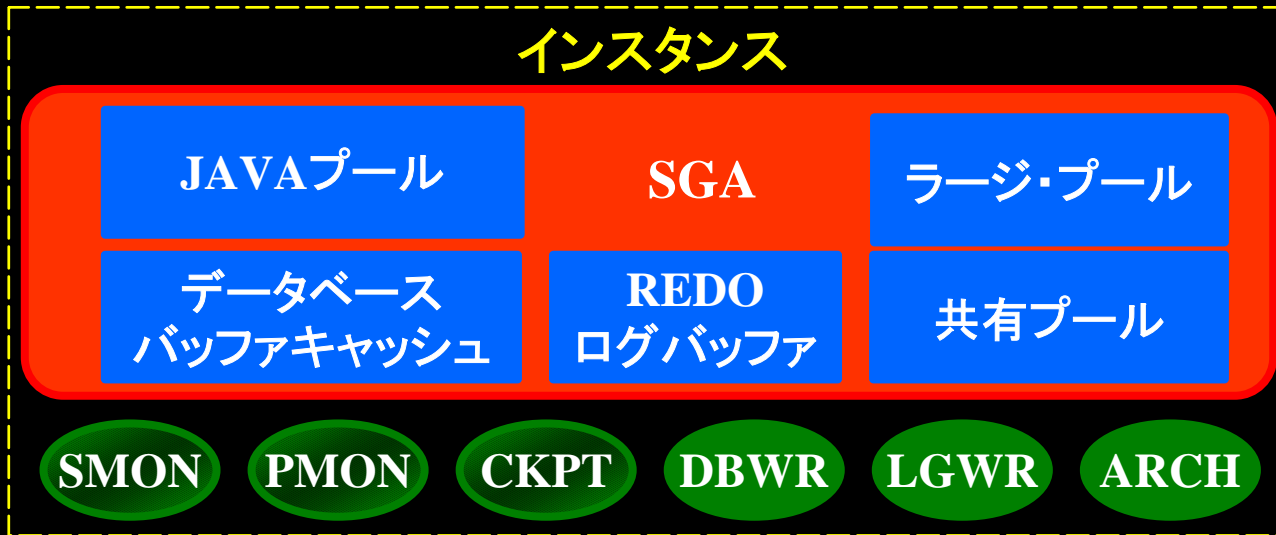 インスタンス
JAVAプール
SGA
ラージ・プール
データベース
バッファキャッシュ
REDO
ログバッファ
共有プール
SMON
PMON
CKPT
DBWR
LGWR
ARCH